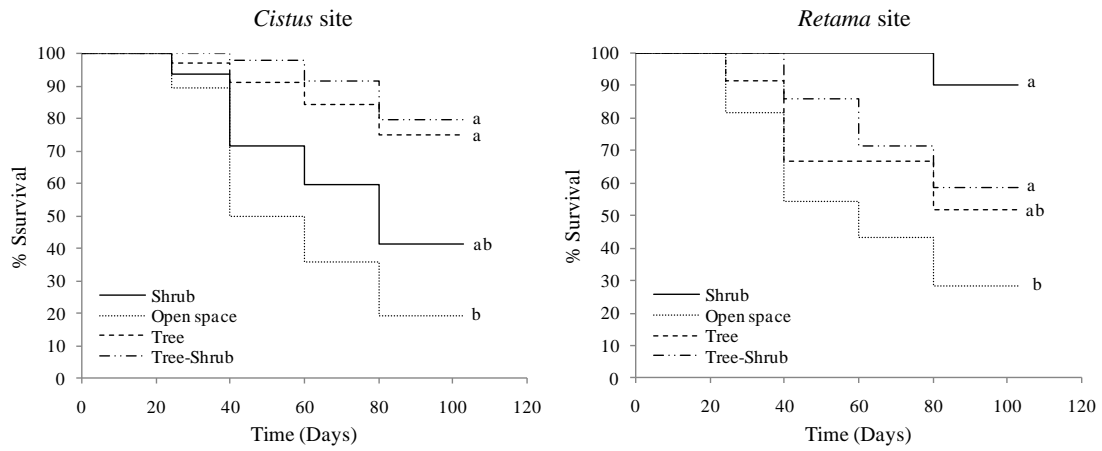 Cistus site
100
90
80
70
60
50
40
30
20
10
0
% Ssurvival
a
a
ab
b
Shrub
Open space
Tree
Tree-Shrub
0 20 40 60 80 100 120
Time (Days)
Retama site
100
90
80
70
60
50
40
30
20
10
0
% Survival
a
a
ab
b
Shrub
Open space
Tree
Tree-Shrub
0 20 40 60 80 100 120
Time (Days)